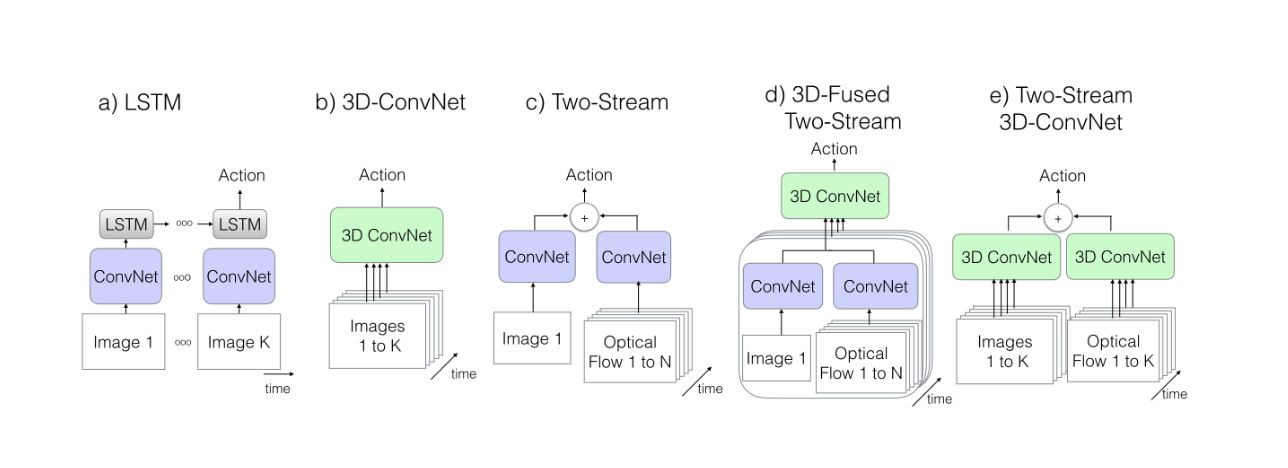 a) LSTM
Action
LSTM
ooo
LSTM
ConvNet
ooo
ConvNet
Image 1
ooo
Image K
time
b) 3D-ConvNet
Action
3D ConvNet
Images
1 to K
time
c) Two-Stream
Action
+
ConvNet
ConvNet
Image 1
Optical
Flow 1 to N
time
d) 3D-Fused
Two-Stream
Action
3D ConvNet
ConvNet
ConvNet
Image 1
Optical
Flow 1 to N
time
e) Two-Stream
3D-ConvNet
Action
+
3D ConvNet
3D ConvNet
Images
1 to K
Optical
Flow 1 to K
time